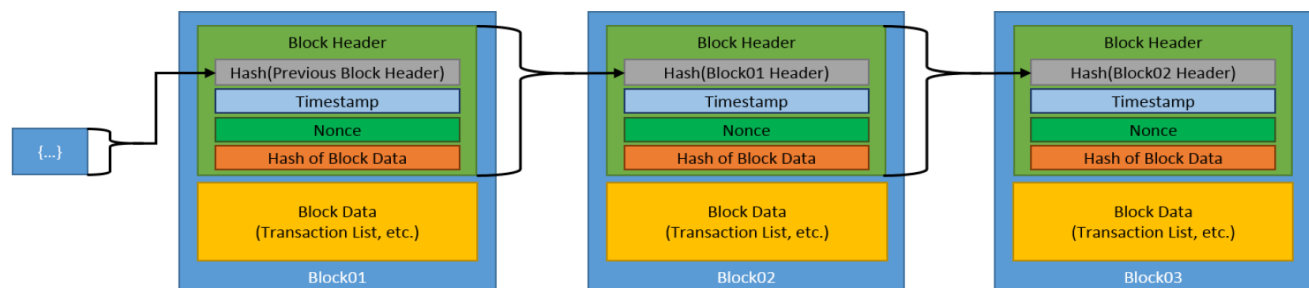 {...}
Block Header
Hash(Previous Block Header)
Timestamp
Nonce
Hash of Block Data
Block Data
(Transaction List, etc.)
Block01
Block Header
Hash(Block01 Header)
Timestamp
Nonce
Hash of Block Data
Block Data
(Transaction List, etc.)
Block02
Block Header
Hash(Block02 Header)
Timestamp
Nonce
Hash of Block Data
Block Data
(Transaction List, etc.)
Block03